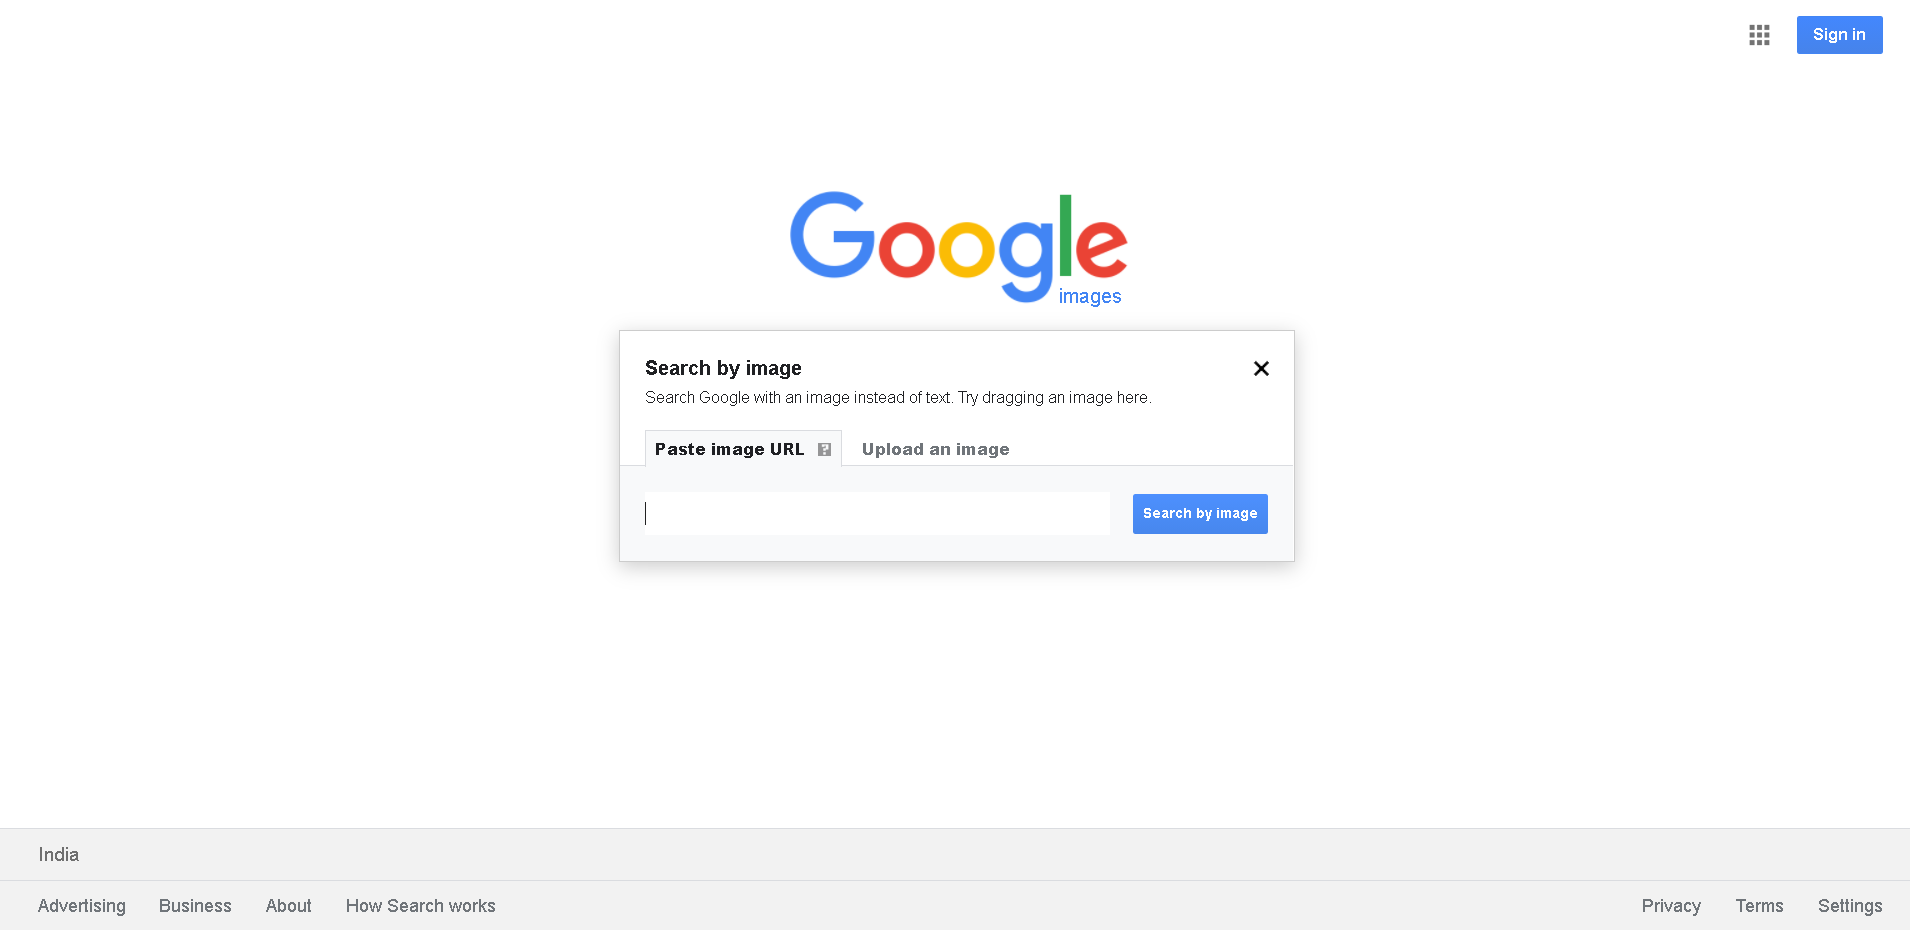 Sign in
Google
images
Search by image
Search Google with an image instead of text. Try dragging an image here.
Paste image URL ? Upload an image
Search by image
India
Advertising Business About How Search works Privacy Terms Settings